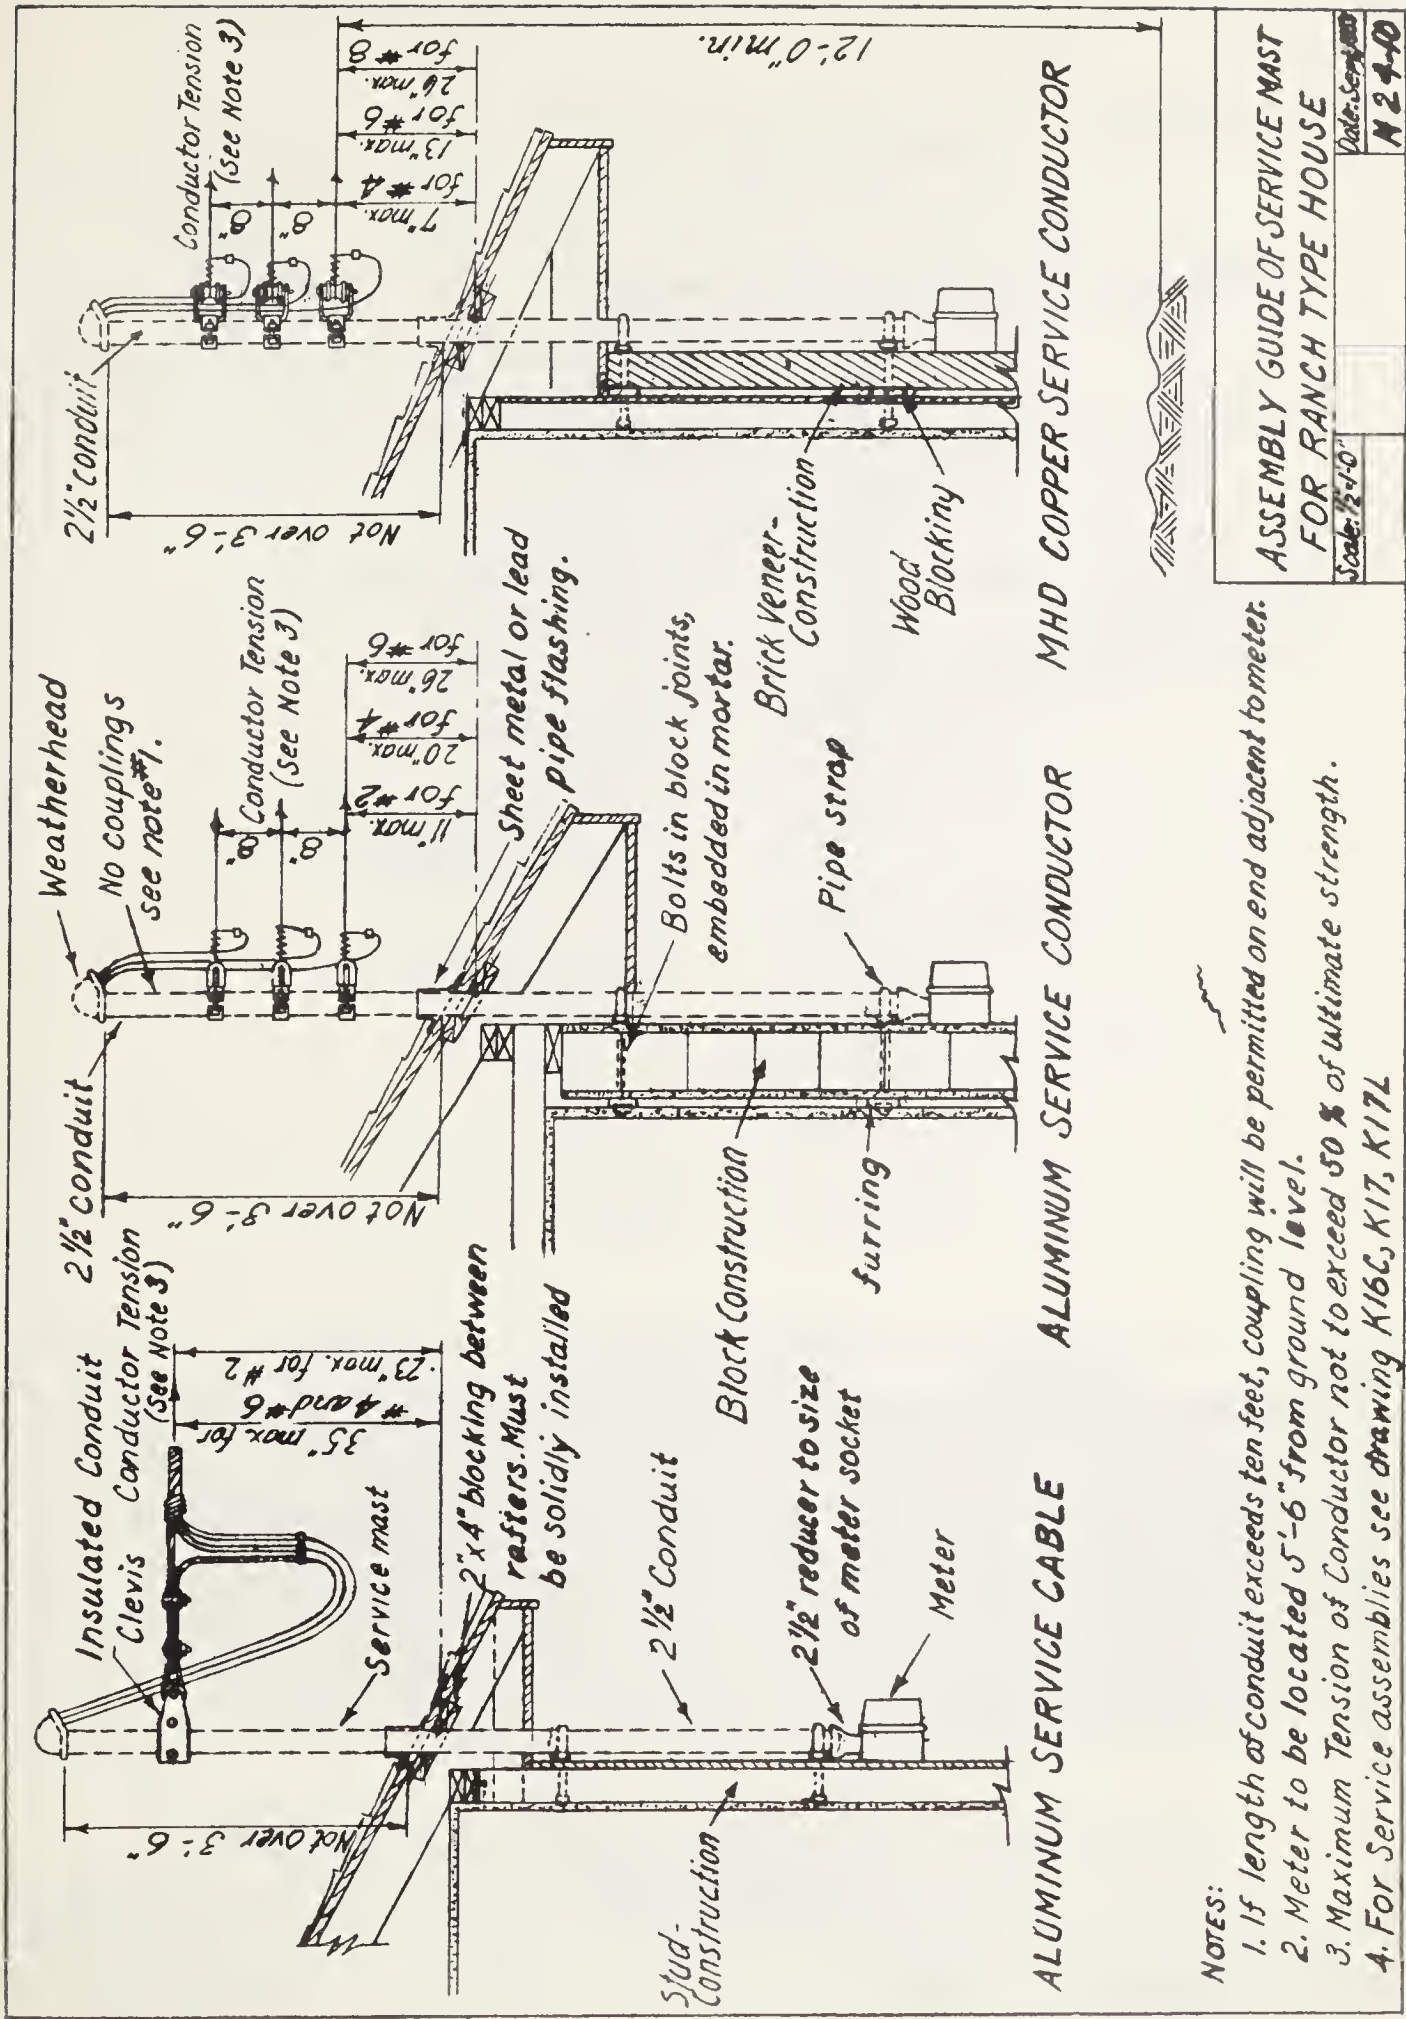 Insulated Conduit
Clevis
Conductor Tension
(See Note 3)
35" max. for
#4 and #6
23" max. for #2
Not over 3'-6"
Service mast
2"x4" blocking between
rafters. Must
be solidly installed
2½" Conduit
2½" reducer to size
of meter socket
Meter
Stud-
Construction
ALUMINUM SERVICE CABLE
Weatherhead
No couplings
see note #1.
2½" conduit
Conductor Tension
(See Note 3)
8"
8"
11" max.
for #2
20" max.
for #4
26" max.
for #6
Not over 3'-6"
Sheet metal or lead
pipe flashing.
Bolts in block joints,
embedded in mortar.
Pipe strap
Block Construction
furring
ALUMINUM SERVICE CONDUCTOR
2½" conduit
Conductor Tension
(see Note 3)
8"
8"
7" max.
for #4
13" max.
for #6
26" max.
for #8
12'-0" min.
Not over 3'-6"
Brick Veneer-
Construction
Wood
Blocking
MHD COPPER SERVICE CONDUCTOR
NOTES:
1. If length of conduit exceeds ten feet, coupling will be permitted on end adjacent to meter.
2. Meter to be located 5'-6" from ground level.
3. Maximum Tension of Conductor not to exceed 50 % of ultimate strength.
4. For Service assemblies see drawing K16C, K17, K17L
ASSEMBLY GUIDE OF SERVICE MAST
FOR RANCH TYPE HOUSE
Scale: ½"=1'-0"
Date: